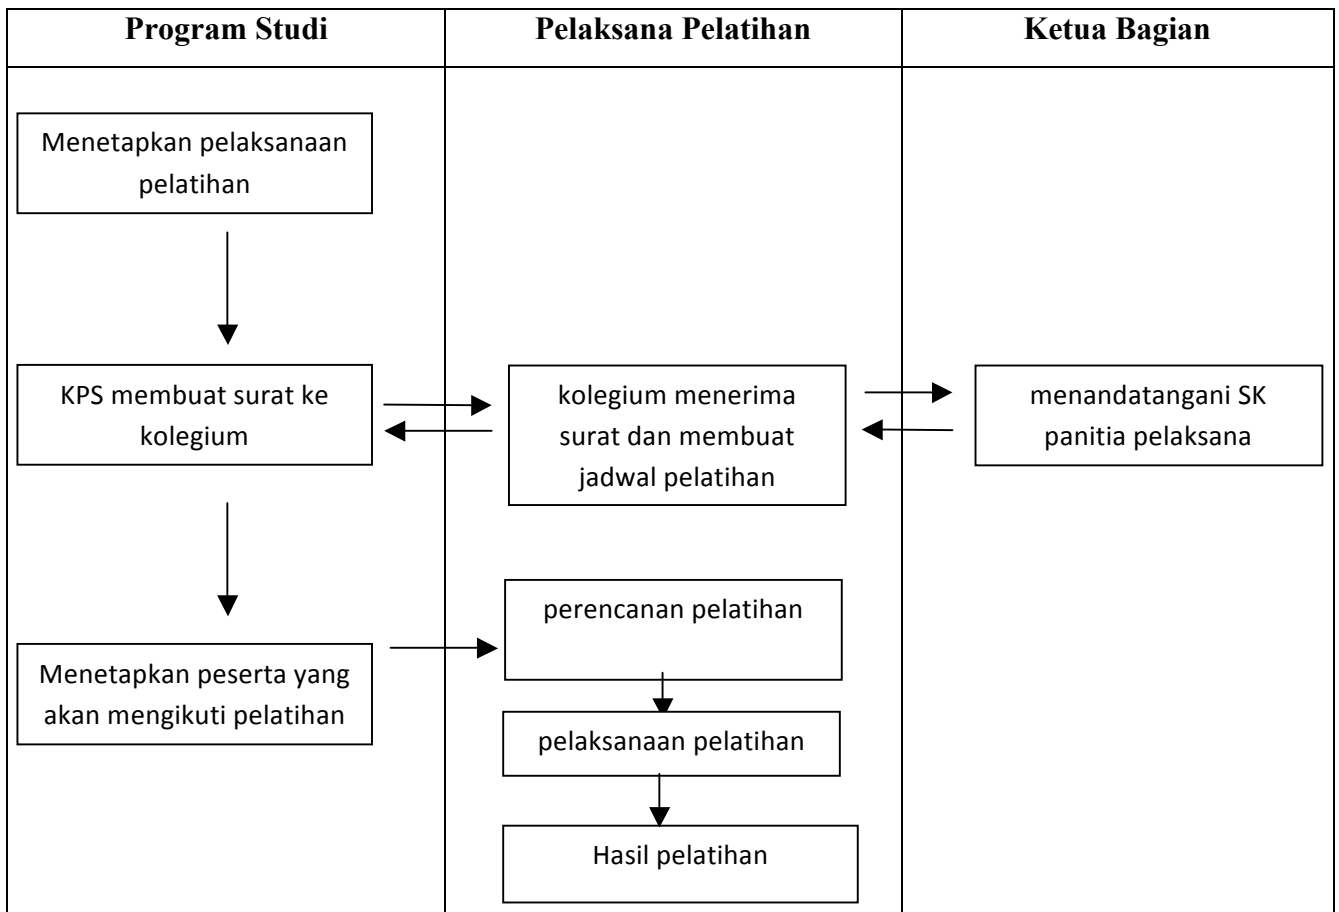 Program Studi
Pelaksana Pelatihan
Ketua Bagian
Menetapkan pelaksanaan
pelatihan
KPS membuat surat ke
kolegium
kolegium menerima
surat dan membuat
jadwal pelatihan
menandatangani SK
panitia pelaksana
Menetapkan peserta yang
akan mengikuti pelatihan
perencanan pelatihan
pelaksanaan pelatihan
Hasil pelatihan